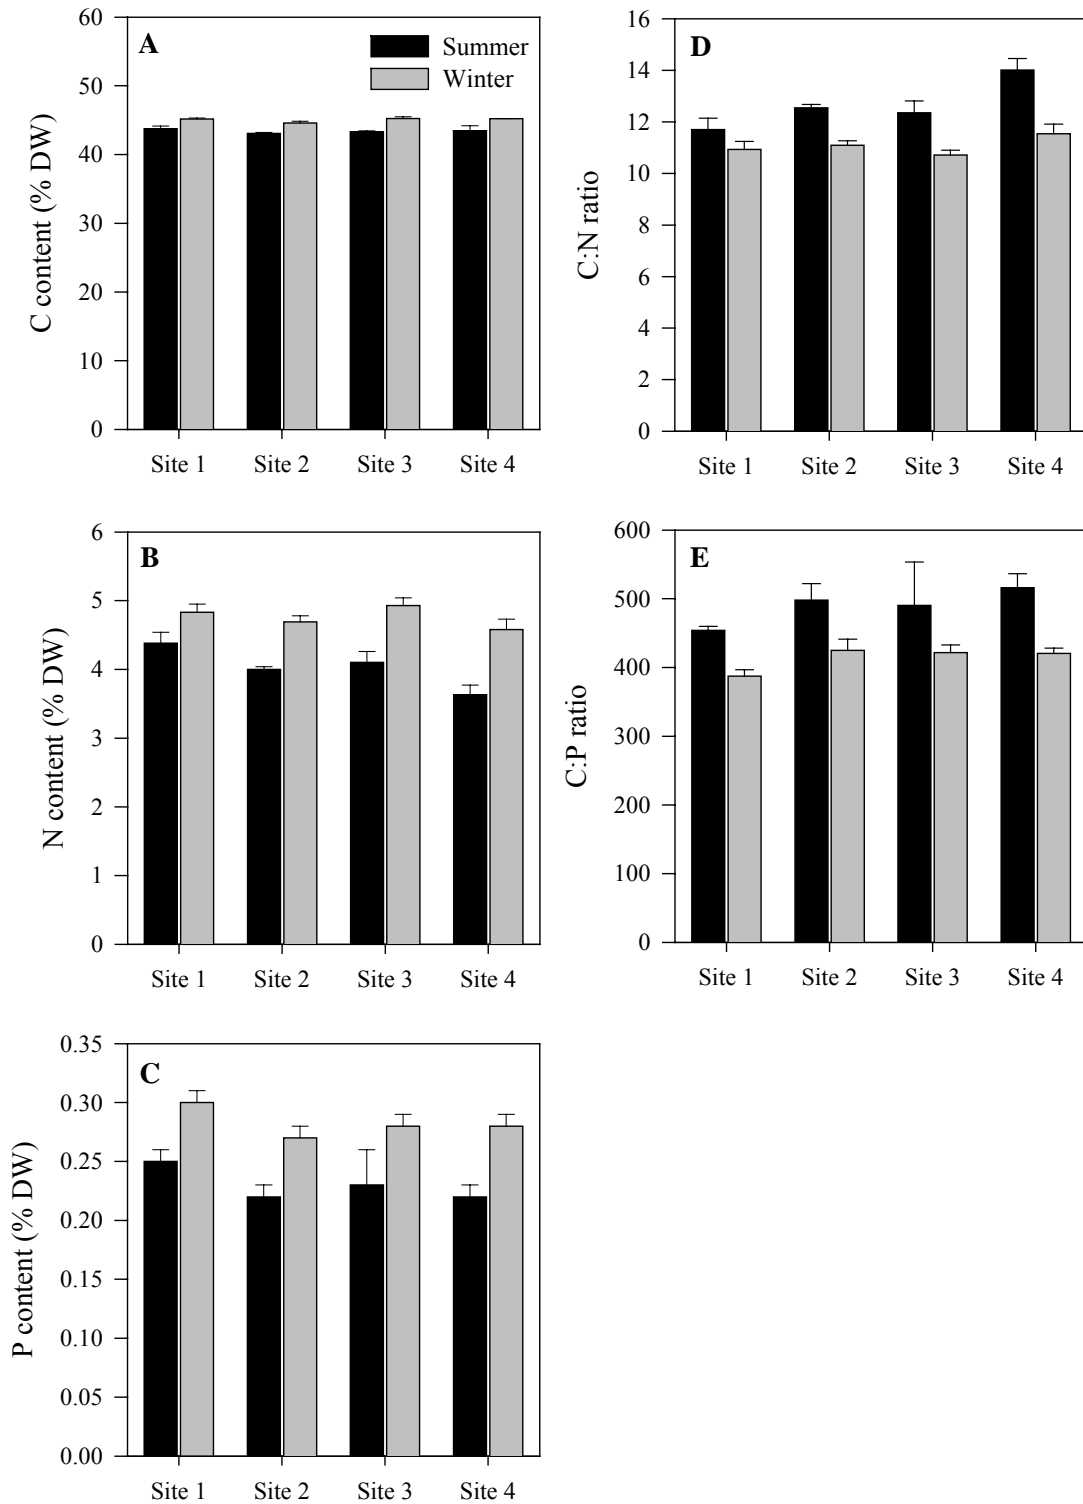 A
Summer
Winter
C content (% DW)
60
50
40
30
20
10
0
Site 1 Site 2 Site 3 Site 4
D
C:N ratio
16
14
12
10
8
6
4
2
0
Site 1 Site 2 Site 3 Site 4
B
N content (% DW)
6
5
4
3
2
1
0
Site 1 Site 2 Site 3 Site 4
E
C:P ratio
600
500
400
300
200
100
0
Site 1 Site 2 Site 3 Site 4
C
P content (% DW)
0.35
0.30
0.25
0.20
0.15
0.10
0.05
0.00
Site 1 Site 2 Site 3 Site 4